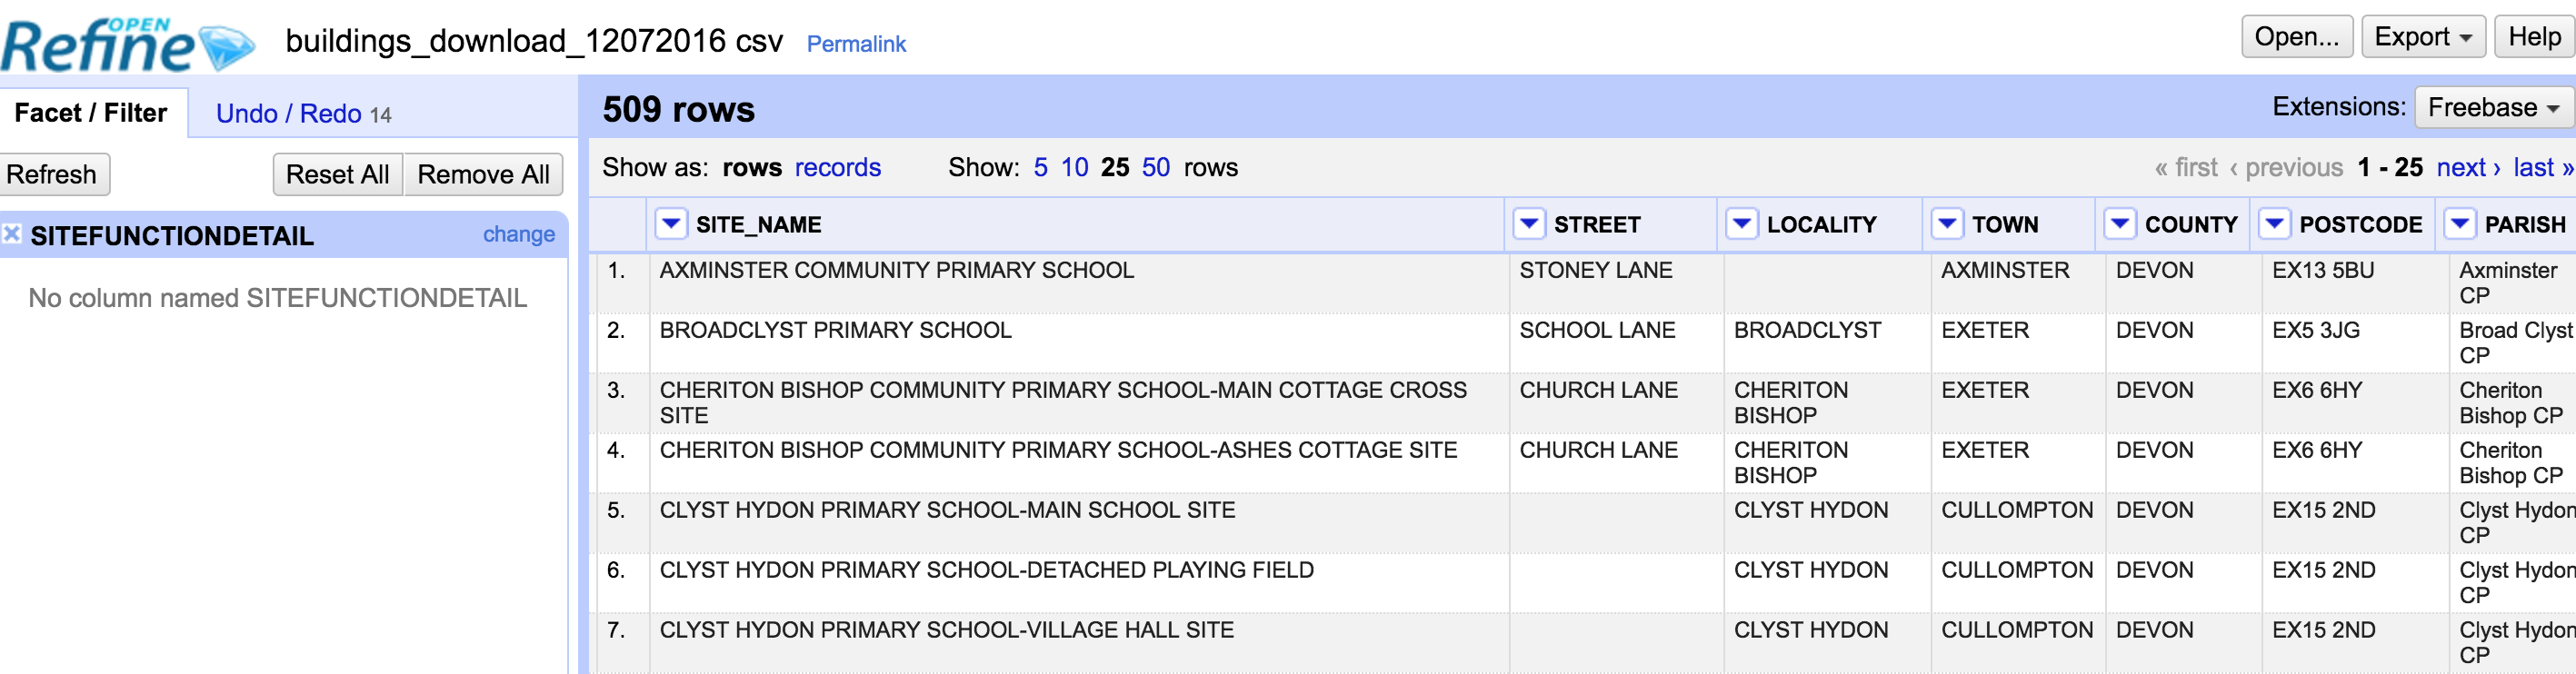 OPEN
Refine buildings_download_12072016 csv Permalink Open... Export Help
Facet / Filter Undo / Redo 14 509 rows Extensions: Freebase
Refresh Reset All Remove All Show as: rows records Show: 5 10 25 50 rows « first ‹ previous 1 - 25 next › last »
SITEFUNCTIONDETAIL change
No column named SITEFUNCTIONDETAIL
SITE_NAME STREET LOCALITY TOWN COUNTY POSTCODE PARISH
1. AXMINSTER COMMUNITY PRIMARY SCHOOL STONEY LANE AXMINSTER DEVON EX13 5BU Axminster
CP
2. BROADCLYST PRIMARY SCHOOL SCHOOL LANE BROADCLYST EXETER DEVON EX5 3JG Broad Clyst
CP
3. CHERITON BISHOP COMMUNITY PRIMARY SCHOOL-MAIN COTTAGE CROSS CHURCH LANE CHERITON EXETER DEVON EX6 6HY Cheriton
SITE BISHOP Bishop CP
4. CHERITON BISHOP COMMUNITY PRIMARY SCHOOL-ASHES COTTAGE SITE CHURCH LANE CHERITON EXETER DEVON EX6 6HY Cheriton
BISHOP Bishop CP
5. CLYST HYDON PRIMARY SCHOOL-MAIN SCHOOL SITE CLYST HYDON CULLOMPTON DEVON EX15 2ND Clyst Hydon
CP
6. CLYST HYDON PRIMARY SCHOOL-DETACHED PLAYING FIELD CLYST HYDON CULLOMPTON DEVON EX15 2ND Clyst Hydon
CP
7. CLYST HYDON PRIMARY SCHOOL-VILLAGE HALL SITE CLYST HYDON CULLOMPTON DEVON EX15 2ND Clyst Hydon
CP